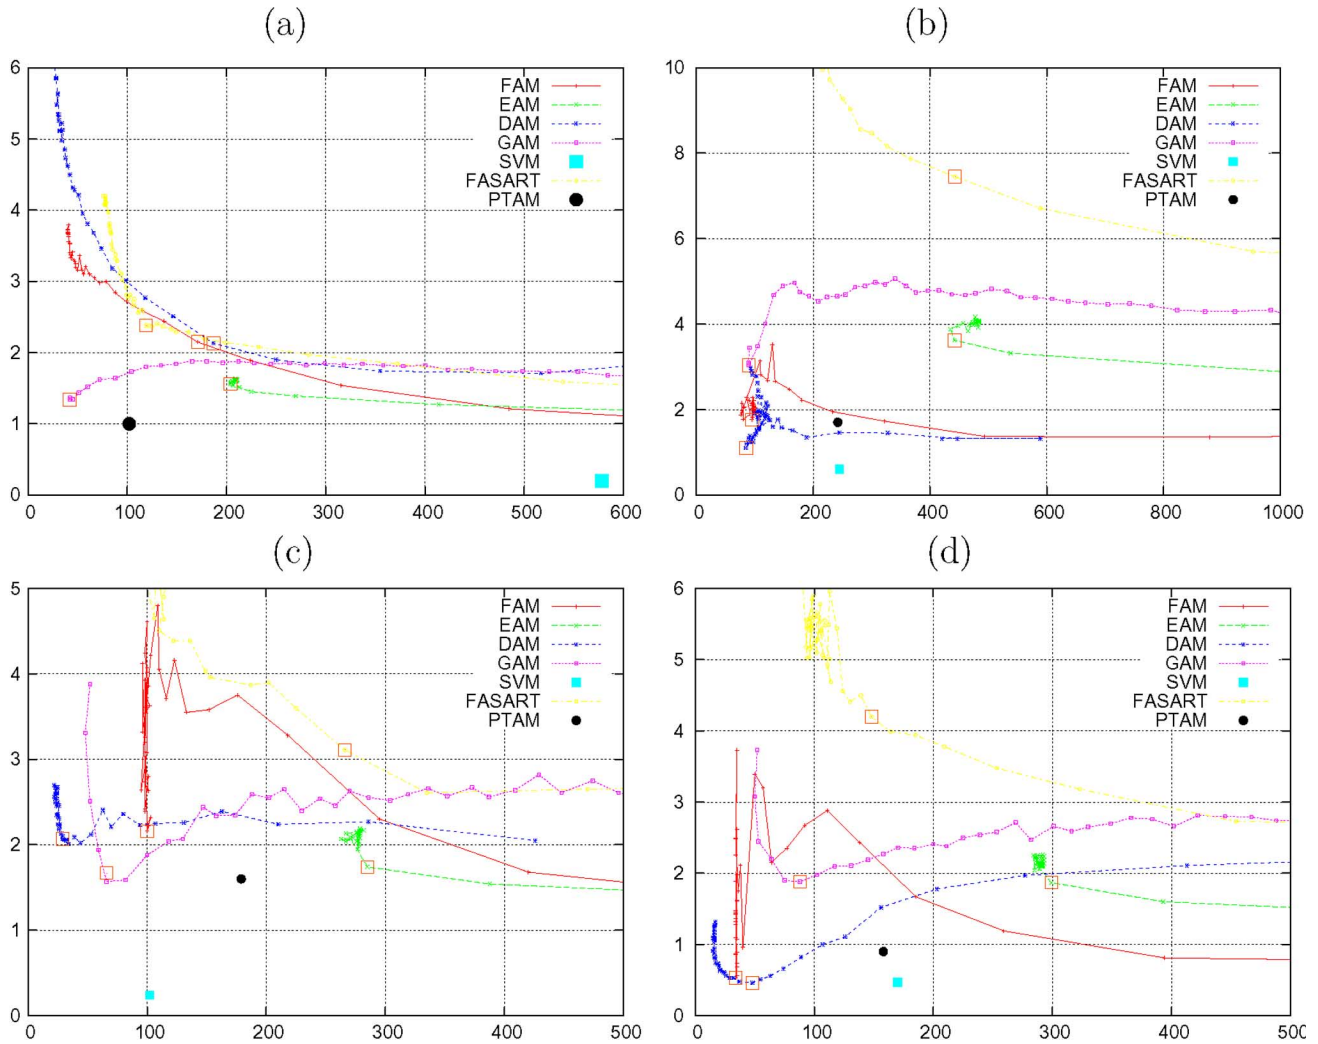 (a)
6
5
4
3
2
1
0
0 100 200 300 400 500 600
FAM
EAM
DAM
GAM
SVM
FASART
PTAM
(b)
10
8
6
4
2
0
0 200 400 600 800 1000
FAM
EAM
DAM
GAM
SVM
FASART
PTAM
(c)
5
4
3
2
1
0
0 100 200 300 400 500
FAM
EAM
DAM
GAM
SVM
FASART
PTAM
(d)
6
5
4
3
2
1
0
0 100 200 300 400 500
FAM
EAM
DAM
GAM
SVM
FASART
PTAM